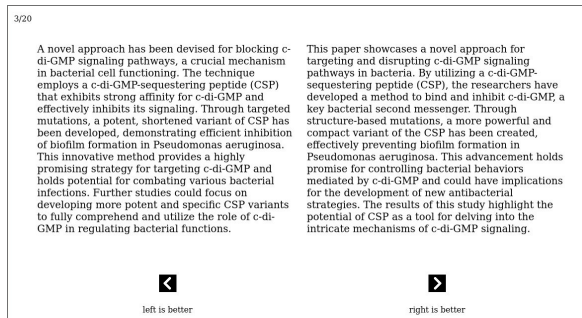 3/20
A novel approach has been devised for blocking c-
di-GMP signaling pathways, a crucial mechanism
in bacterial cell functioning. The technique
employs a c-di-GMP-sequestering peptide (CSP)
that exhibits strong affinity for c-di-GMP and
effectively inhibits its signaling. Through targeted
mutations, a potent, shortened variant of CSP has
been developed, demonstrating efficient inhibition
of biofilm formation in Pseudomonas aeruginosa.
This innovative method provides a highly
promising strategy for targeting c-di-GMP and
holds potential for combating various bacterial
infections. Further studies could focus on
developing more potent and specific CSP variants
to fully comprehend and utilize the role of c-di-
GMP in regulating bacterial functions.
left is better
This paper showcases a novel approach for
targeting and disrupting c-di-GMP signaling
pathways in bacteria. By utilizing a c-di-GMP-
sequestering peptide (CSP), the researchers have
developed a method to bind and inhibit c-di-GMP, a
key bacterial second messenger. Through
structure-based mutations, a more powerful and
compact variant of the CSP has been created,
effectively preventing biofilm formation in
Pseudomonas aeruginosa. This advancement holds
promise for controlling bacterial behaviors
mediated by c-di-GMP and could have implications
for the development of new antibacterial
strategies. The results of this study highlight the
potential of CSP as a tool for delving into the
intricate mechanisms of c-di-GMP signaling.
right is better